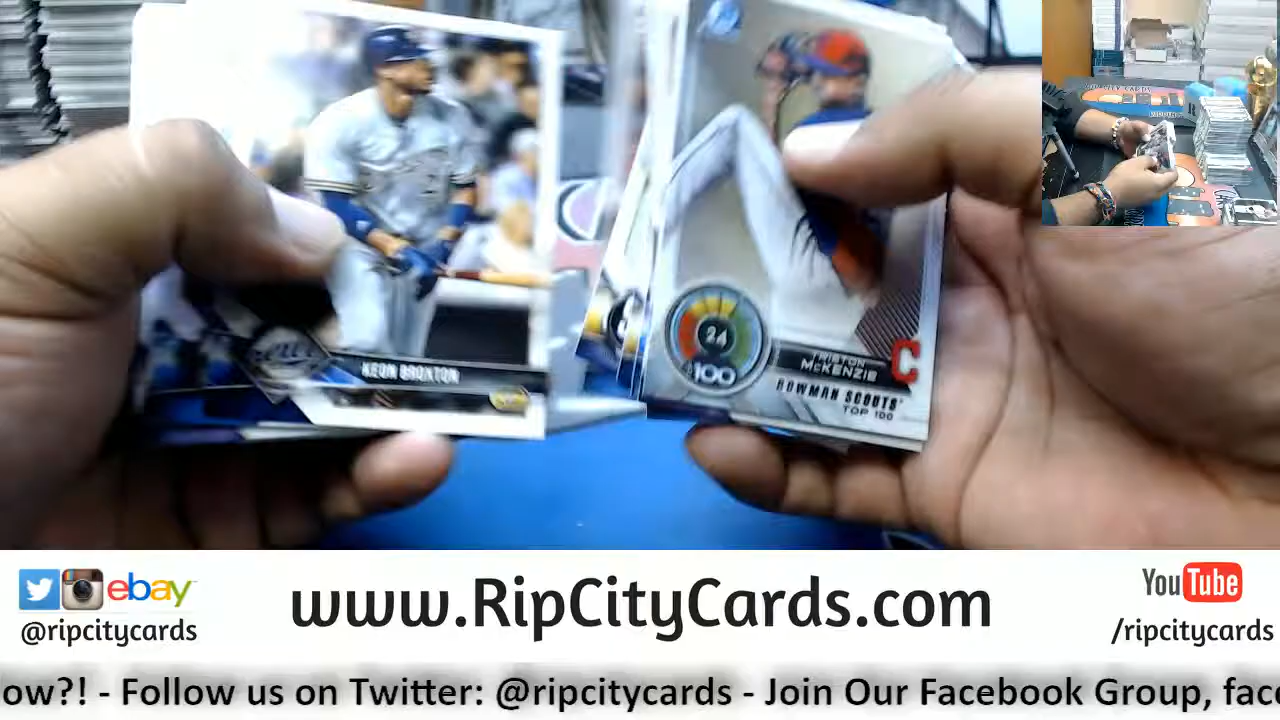 KEON BROXTON
24
100
TRISTON
McKENZIE
BOWMAN SCOUTS'
TOP 100
C
ebay
@ripcitycards
www.RipCityCards.com
YouTube
/ripcitycards
ow?! - Follow us on Twitter: @ripcitycards - Join Our Facebook Group, face